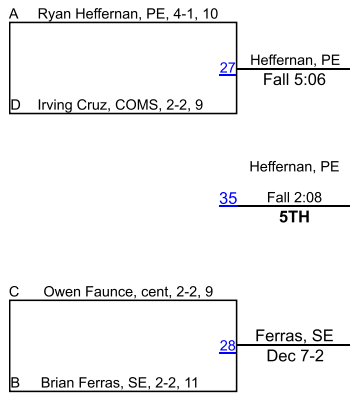 A Ryan Heffernan, PE, 4-1, 10
27 Heffernan, PE
Fall 5:06
D Irving Cruz, COMS, 2-2, 9
Heffernan, PE
35 Fall 2:08
5TH
C Owen Faunce, cent, 2-2, 9
28 Ferras, SE
Dec 7-2
B Brian Ferras, SE, 2-2, 11